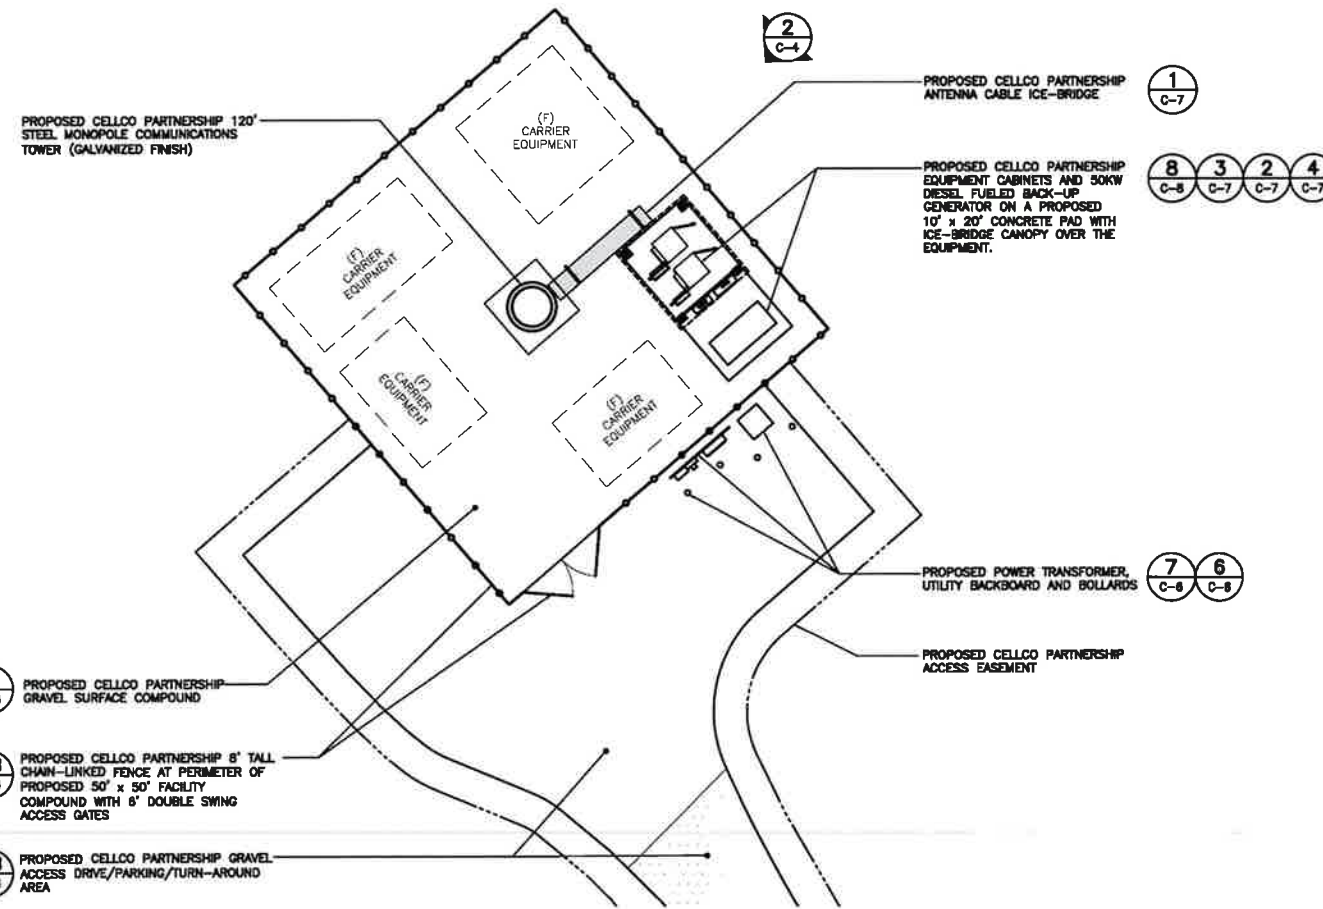 2
C-4
PROPOSED CELLCO PARTNERSHIP
ANTENNA CABLE ICE-BRIDGE
1
C-7
PROPOSED CELLCO PARTNERSHIP 120'
STEEL MONOPOLE COMMUNICATIONS
TOWER (GALVANIZED FINISH)
(F)
CARRIER
EQUIPMENT
PROPOSED CELLCO PARTNERSHIP
EQUIPMENT CABINETS AND 50KW
DIESEL FUELED BACK-UP
GENERATOR ON A PROPOSED
10' x 20' CONCRETE PAD WITH
ICE-BRIDGE CANOPY OVER THE
EQUIPMENT.
8 3 2 4
C-7 C-7 C-7
(F)
CARRIER
EQUIPMENT
(F)
CARRIER
EQUIPMENT
(F)
CARRIER
EQUIPMENT
PROPOSED POWER TRANSFORMER,
UTILITY BACKBOARD AND BOLLARDS
7 6
PROPOSED CELLCO PARTNERSHIP
ACCESS EASEMENT
PROPOSED CELLCO PARTNERSHIP
GRAVEL SURFACE COMPOUND
PROPOSED CELLCO PARTNERSHIP 8' TALL
CHAIN-LINKED FENCE AT PERIMETER OF
PROPOSED 50' x 50' FACILITY
COMPOUND WITH 6' DOUBLE SWING
ACCESS GATES
PROPOSED CELLCO PARTNERSHIP GRAVEL
ACCESS DRIVE/PARKING/TURN-AROUND
AREA